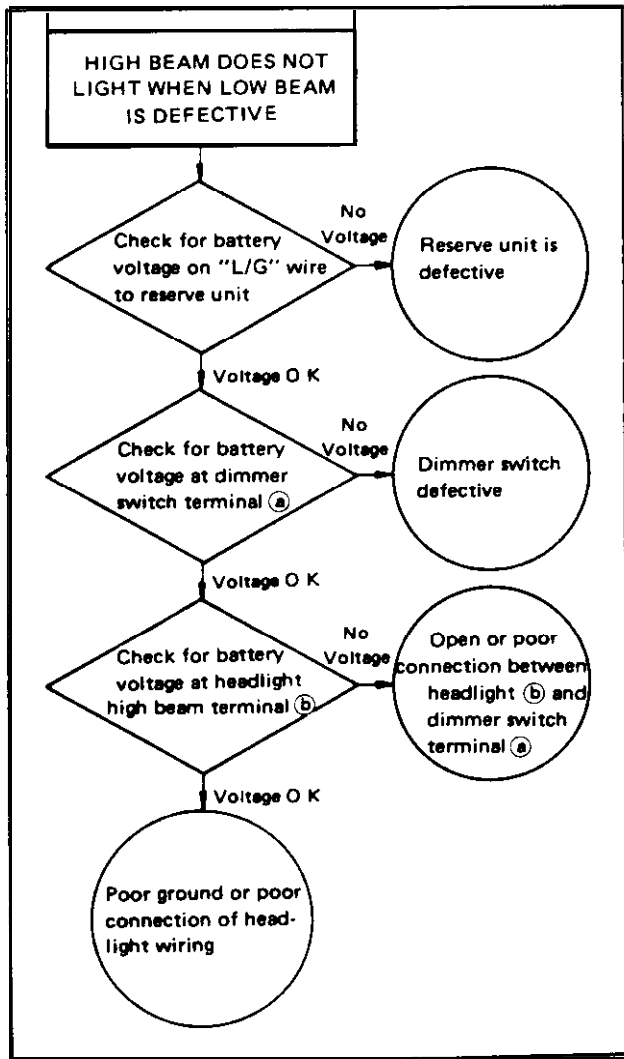 HIGH BEAM DOES NOT
LIGHT WHEN LOW BEAM
IS DEFECTIVE
Check for battery
voltage on "L/G" wire
to reserve unit
No
Voltage
Reserve unit is
defective
Voltage O K
Check for battery
voltage at dimmer
switch terminal ⓐ
No
Voltage
Dimmer switch
defective
Voltage O K
Check for battery
voltage at headlight
high beam terminal ⓑ
No
Voltage
Open or poor
connection between
headlight ⓑ and
dimmer switch
terminal ⓐ
Voltage O K
Poor ground or poor
connection of head-
light wiring